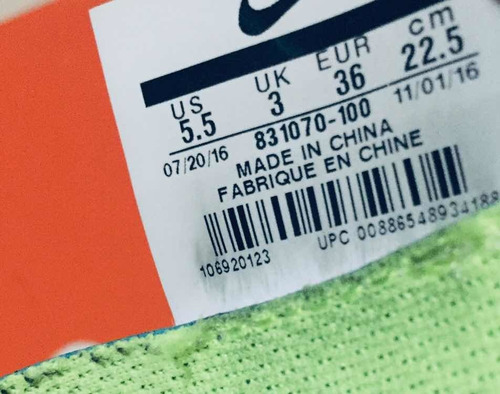 US UK EUR cm
5.5 3 36 22.5
07/20/16 831070-100 11/01/16
MADE IN CHINA
FABRIQUE EN CHINE
106920123 UPC 00886548934188